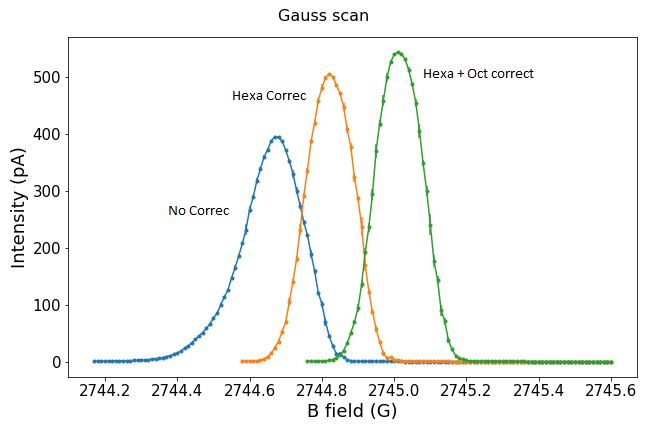 Gauss scan
Hexa + Oct correct
Hexa Correc
No Correc
Intensity (pA)
500
400
300
200
100
0
2744.2 2744.4 2744.6 2744.8 2745.0 2745.2 2745.4 2745.6
B field (G)